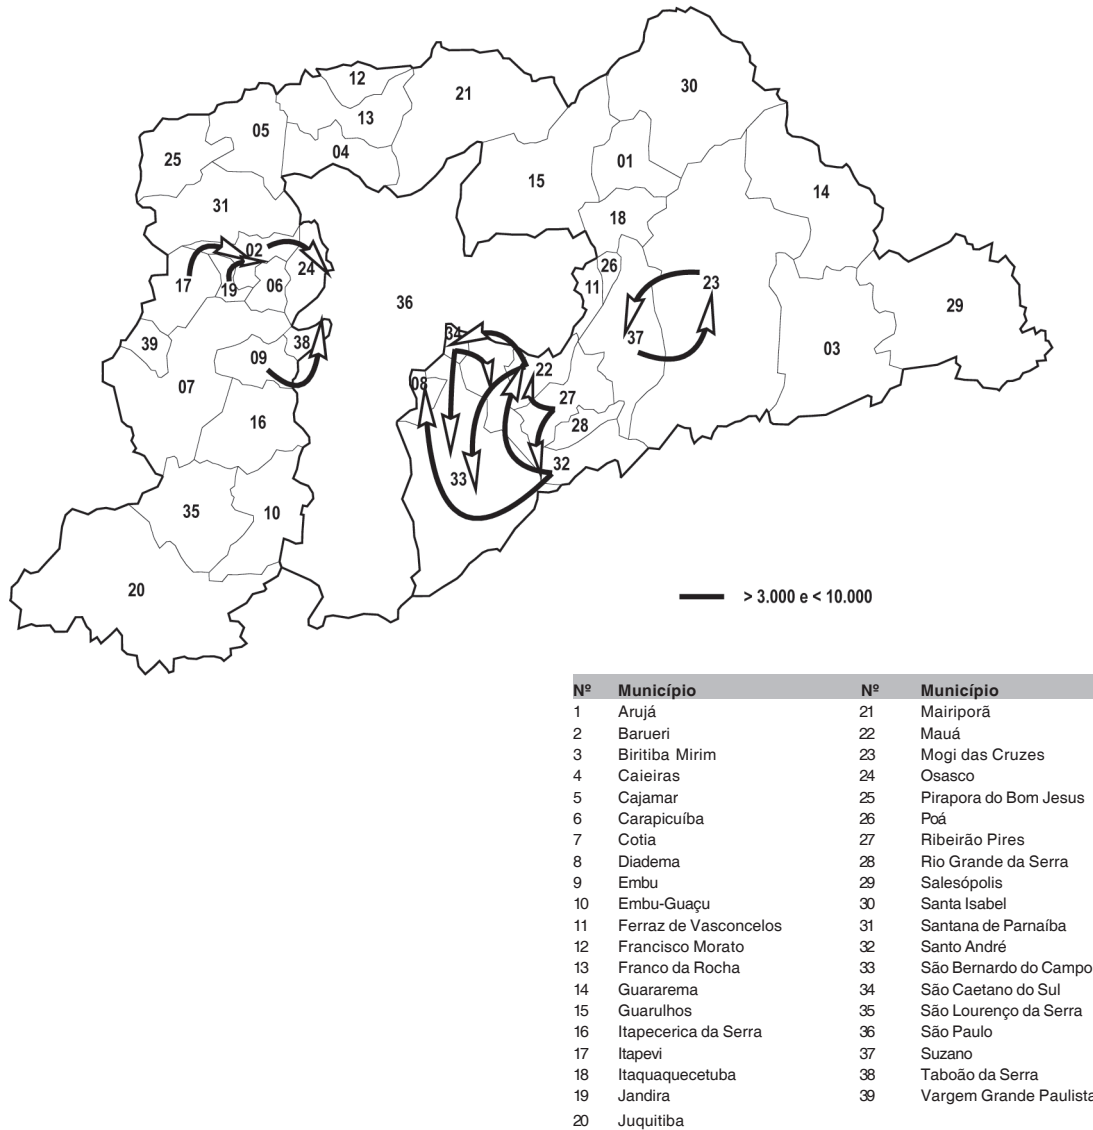 30
12
21
13
05
04
25
01
15
14
31
18
02
24
26
17
19
06
11
23
36
29
34
37
39
38
09
03
22
08
07
27
16
28
32
33
35
10
20
> 3.000 e < 10.000
Nº Município Nº Município
1 Arujá 21 Mairiporã
2 Barueri 22 Mauá
3 Biritiba Mirim 23 Mogi das Cruzes
4 Caieiras 24 Osasco
5 Cajamar 25 Pirapora do Bom Jesus
6 Carapicuíba 26 Poá
7 Cotia 27 Ribeirão Pires
8 Diadema 28 Rio Grande da Serra
9 Embu 29 Salesópolis
10 Embu-Guaçu 30 Santa Isabel
11 Ferraz de Vasconcelos 31 Santana de Parnaíba
12 Francisco Morato 32 Santo André
13 Franco da Rocha 33 São Bernardo do Campo
14 Guararema 34 São Caetano do Sul
15 Guarulhos 35 São Lourenço da Serra
16 Itapecerica da Serra 36 São Paulo
17 Itapevi 37 Suzano
18 Itaquaquecetuba 38 Taboão da Serra
19 Jandira 39 Vargem Grande Paulista
20 Juquitiba